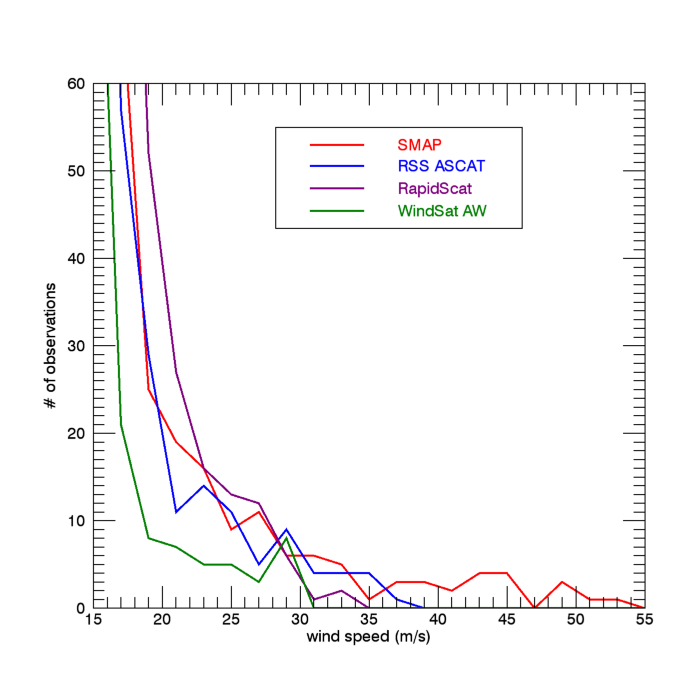 60
50
40
30
20
10
0
# of observations
SMAP
RSS ASCAT
RapidScat
WindSat AW
15 20 25 30 35 40 45 50 55
wind speed (m/s)